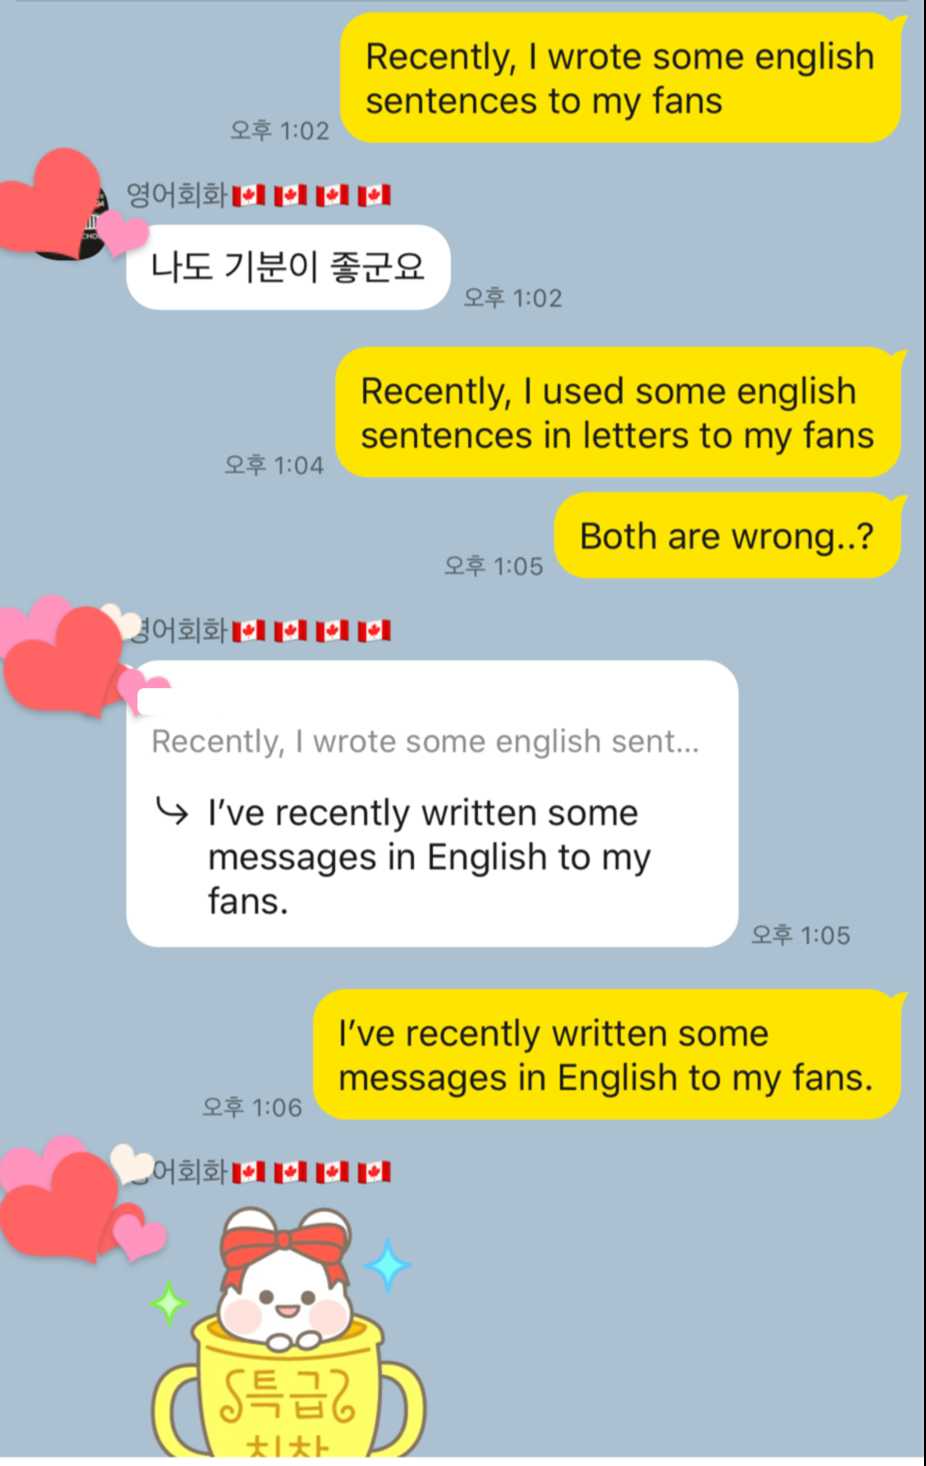 Recently, I wrote some english
sentences to my fans
오후 1:02
영어회화🇨🇦🇨🇦🇨🇦🇨🇦
나도 기분이 좋군요
오후 1:02
Recently, I used some english
sentences in letters to my fans
오후 1:04
Both are wrong..?
오후 1:05
영어회화🇨🇦🇨🇦🇨🇦🇨🇦
Recently, I wrote some english sent...
I've recently written some
messages in English to my
fans.
오후 1:05
I've recently written some
messages in English to my fans.
오후 1:06
어회화🇨🇦🇨🇦🇨🇦🇨🇦
특급